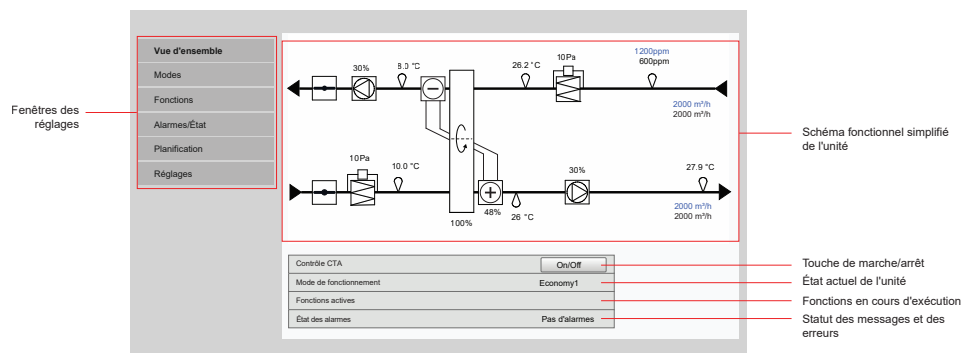 Fenêtres des
réglages
Vue d'ensemble
Modes
Fonctions
Alarmes/État
Planification
Réglages
30%
8.0 °C
26.2 °C
10Pa
1200ppm
600ppm
2000 m³/h
2000 m³/h
10Pa
10.0 °C
100%
48%
26 °C
30%
27.9 °C
2000 m³/h
2000 m³/h
Schéma fonctionnel simplifié
de l'unité
Contrôle CTA On/Off
Mode de fonctionnement Economy1
Fonctions actives
État des alarmes Pas d'alarmes
Touche de marche/arrêt
État actuel de l'unité
Fonctions en cours d'exécution
Statut des messages et des
erreurs